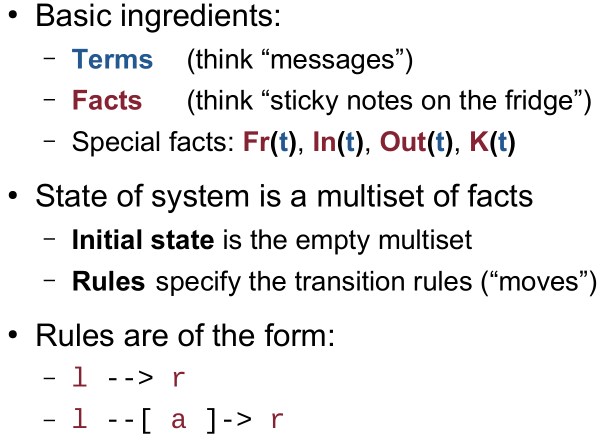 • Basic ingredients:
– Terms (think “messages”)
– Facts (think “sticky notes on the fridge”)
– Special facts: Fr(t), In(t), Out(t), K(t)
• State of system is a multiset of facts
– Initial state is the empty multiset
– Rules specify the transition rules (“moves”)
• Rules are of the form:
– l --> r
– l --[ a ]-> r